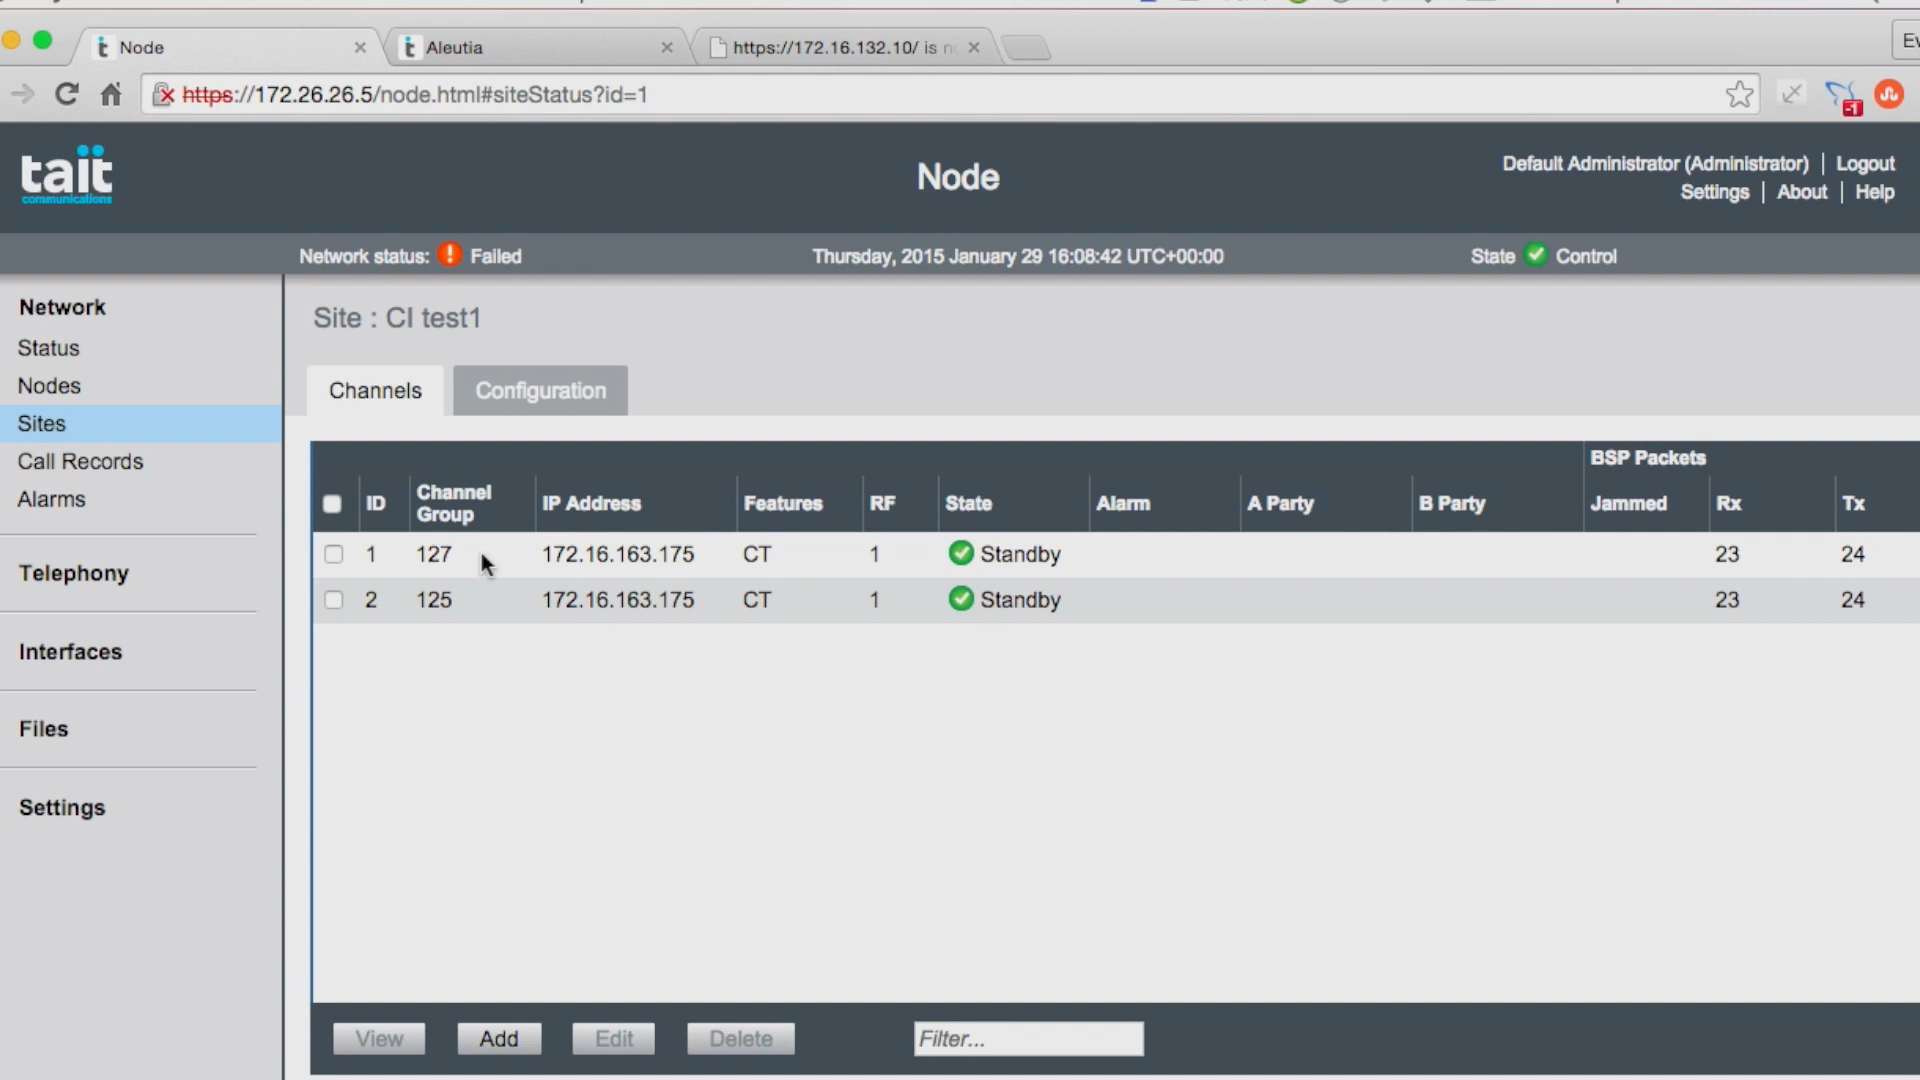 Node
Aleutia
https://172.16.132.10/ is n
Ev
https://172.26.26.5/node.html#siteStatus?id=1
-1
tait
communications
Node
Default Administrator (Administrator) | Logout
Settings | About | Help
Network status: Failed
Thursday, 2015 January 29 16:08:42 UTC+00:00
State Control
Network
Status
Nodes
Sites
Call Records
Alarms
Telephony
Interfaces
Files
Settings
Site : CI test1
Channels Configuration
BSP Packets
ID Channel Group IP Address Features RF State Alarm A Party B Party Jammed Rx Tx
1 127 172.16.163.175 CT 1 Standby 23 24
2 125 172.16.163.175 CT 1 Standby 23 24
View Add Edit Delete Filter...